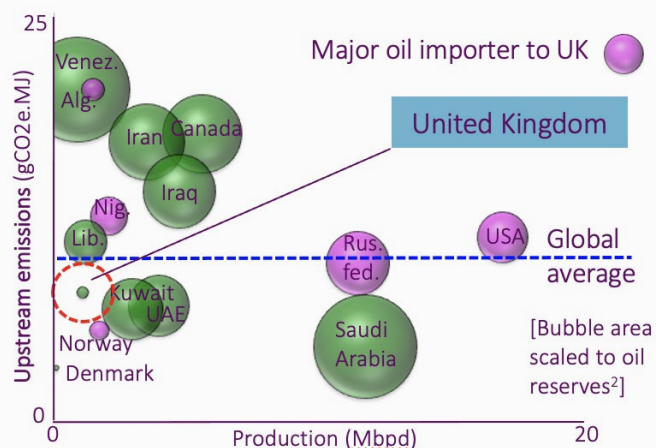 25
Major oil importer to UK
Venez.
Alg.
United Kingdom
Iran
Canada
Iraq
Nig.
Lib.
Rus.
fed.
USA
Global
average
Kuwait
UAE
Norway
Denmark
Saudi
Arabia
[Bubble area
scaled to oil
reserves²]
Upstream emissions (gCO2e.MJ)
0
0
Production (Mbpd)
20